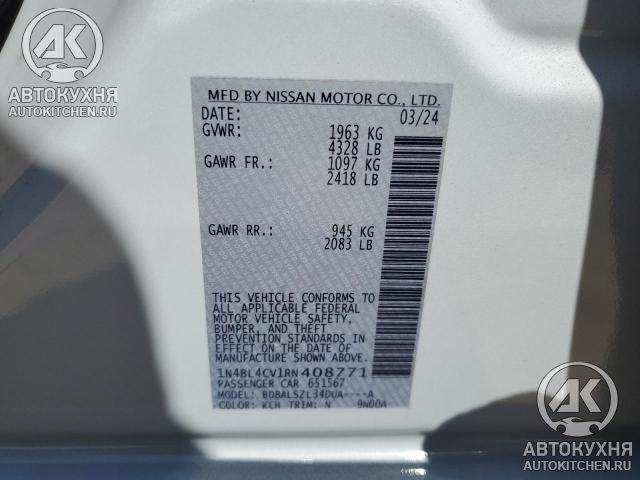 АК
АВТОКУХНЯ
AUTOKITCHEN.RU
MFD BY NISSAN MOTOR CO., LTD.
DATE: 03/24
GVWR: 1963 KG
4328 LB
GAWR FR.: 1097 KG
2418 LB
GAWR RR.: 945 KG
2083 LB
THIS VEHICLE CONFORMS TO
ALL APPLICABLE FEDERAL
MOTOR VEHICLE SAFETY,
BUMPER, AND THEFT
PREVENTION STANDARDS IN
EFFECT ON THE DATE OF
MANUFACTURE SHOWN ABOVE.
1N4BL4CV1RN408771
PASSENGER CAR 651567
MODEL: BDBALSZL34DUA----A
COLOR: KCH TRIM: N 9N00A
АК
АВТОКУХНЯ
AUTOKITCHEN.RU